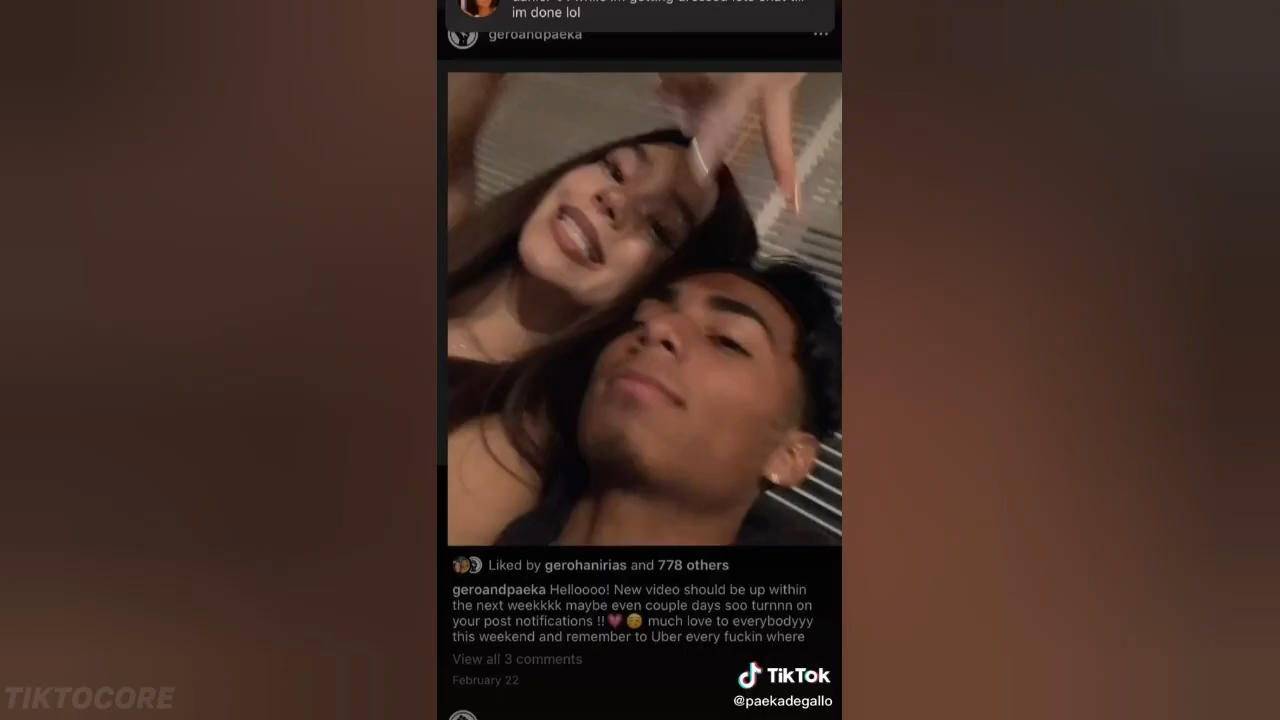 im done lol
geroandpaeka
Liked by gerohanirias and 778 others
geroandpaeka Helloooo! New video should be up within
the next weekkkk maybe even couple days soo turnnn on
your post notifications !!💗😌 much love to everybodyyy
this weekend and remember to Uber every fuckin where
View all 3 comments
February 22
TikTok
@paekadegallo
TIKTOCORE